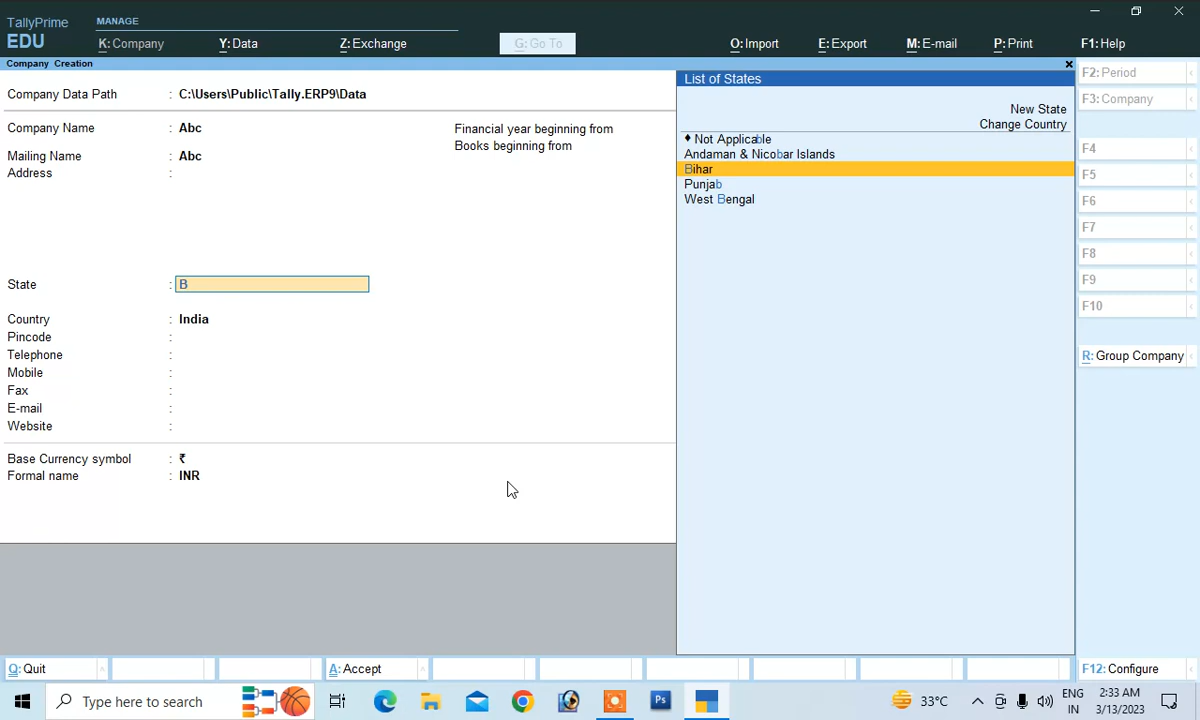 TallyPrime
EDU
MANAGE
K: Company
Y: Data
Z: Exchange
G: Go To
O: Import
E: Export
M: E-mail
P: Print
F1: Help
Company Creation
Company Data Path : C:\Users\Public\Tally.ERP9\Data
Company Name : Abc
Mailing Name : Abc
Address :
State : B
Country : India
Pincode :
Telephone :
Mobile :
Fax :
E-mail :
Website :
Base Currency symbol : ₹
Formal name : INR
Financial year beginning from
Books beginning from
List of States
New State
Change Country
♦ Not Applicable
Andaman & Nicobar Islands
Bihar
Punjab
West Bengal
F2: Period
F3: Company
F4
F5
F6
F7
F8
F9
F10
R: Group Company
Q: Quit
A: Accept
F12: Configure
Type here to search
Ps
33°C
ENG
IN
2:33 AM
3/13/2023